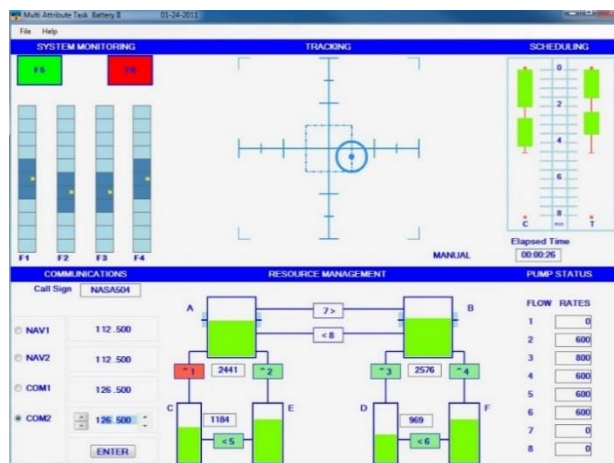 Multi Attribute Task Battery II 01-24-2011
File Help
SYSTEM MONITORING
F5 F6
F1 F2 F3 F4
TRACKING
MANUAL
SCHEDULING
0
2
4
6
8
C min T
Elapsed Time
00:00:26
COMMUNICATIONS
Call Sign NASA504
NAV1 112 .500
NAV2 112 .500
COM1 126 .500
COM2 126 .500
ENTER
RESOURCE MANAGEMENT
A 7 > B
< 8
^ 1 2441 ^ 2 ^ 3 2576 ^ 4
C 1184 E D 969 F
< 5 < 6
PUMP STATUS
FLOW RATES
1 0
2 600
3 800
4 600
5 600
6 600
7 0
8 0